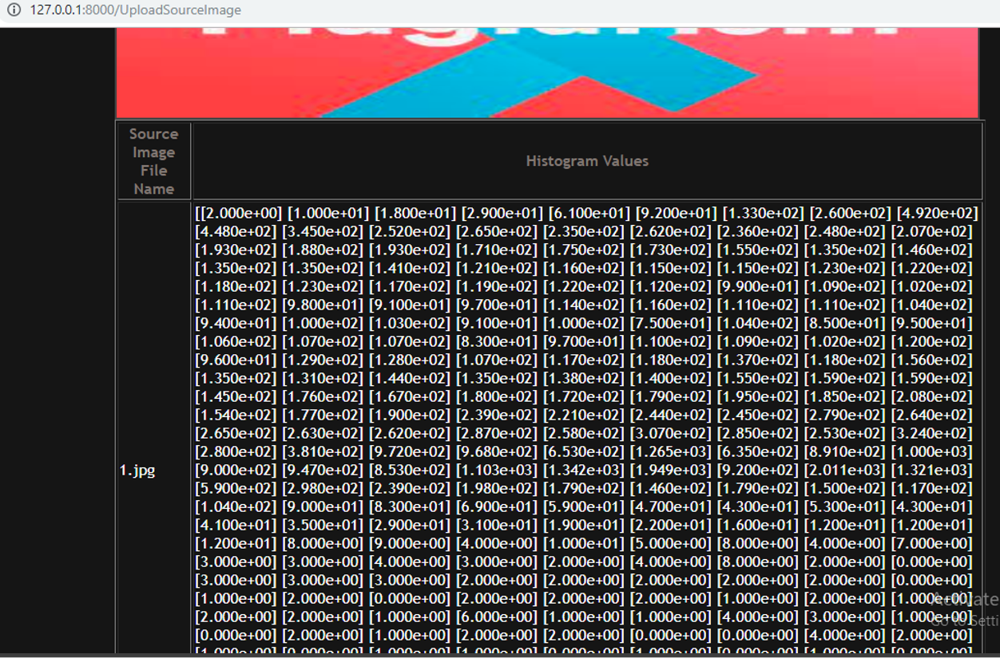 127.0.0.1:8000/UploadSourceImage
Source
Image
File
Name
Histogram Values
[[2.000e+00] [1.000e+01] [1.800e+01] [2.900e+01] [6.100e+01] [9.200e+01] [1.330e+02] [2.600e+02] [4.920e+02]
[4.480e+02] [3.450e+02] [2.520e+02] [2.650e+02] [2.350e+02] [2.620e+02] [2.360e+02] [2.480e+02] [2.070e+02]
[1.930e+02] [1.880e+02] [1.930e+02] [1.710e+02] [1.750e+02] [1.730e+02] [1.550e+02] [1.350e+02] [1.460e+02]
[1.350e+02] [1.350e+02] [1.410e+02] [1.210e+02] [1.160e+02] [1.150e+02] [1.150e+02] [1.230e+02] [1.220e+02]
[1.180e+02] [1.230e+02] [1.170e+02] [1.190e+02] [1.220e+02] [1.120e+02] [9.900e+01] [1.090e+02] [1.020e+02]
[1.110e+02] [9.800e+01] [9.100e+01] [9.700e+01] [1.140e+02] [1.160e+02] [1.110e+02] [1.110e+02] [1.040e+02]
[9.400e+01] [1.000e+02] [1.030e+02] [9.100e+01] [1.000e+02] [7.500e+01] [1.040e+02] [8.500e+01] [9.500e+01]
[1.060e+02] [1.070e+02] [1.070e+02] [8.300e+01] [9.700e+01] [1.100e+02] [1.090e+02] [1.020e+02] [1.200e+02]
[9.600e+01] [1.290e+02] [1.280e+02] [1.070e+02] [1.170e+02] [1.180e+02] [1.370e+02] [1.180e+02] [1.560e+02]
[1.350e+02] [1.310e+02] [1.440e+02] [1.350e+02] [1.380e+02] [1.400e+02] [1.550e+02] [1.590e+02] [1.590e+02]
[1.450e+02] [1.760e+02] [1.670e+02] [1.800e+02] [1.720e+02] [1.790e+02] [1.950e+02] [1.850e+02] [2.080e+02]
[1.540e+02] [1.770e+02] [1.900e+02] [2.390e+02] [2.210e+02] [2.440e+02] [2.450e+02] [2.790e+02] [2.640e+02]
[2.650e+02] [2.630e+02] [2.620e+02] [2.870e+02] [2.580e+02] [3.070e+02] [2.850e+02] [2.530e+02] [3.240e+02]
[2.800e+02] [3.810e+02] [9.720e+02] [9.680e+02] [6.530e+02] [1.265e+03] [6.350e+02] [8.910e+02] [1.000e+03]
1.jpg
[9.000e+02] [9.470e+02] [8.530e+02] [1.103e+03] [1.342e+03] [1.949e+03] [9.200e+02] [2.011e+03] [1.321e+03]
[5.900e+02] [2.980e+02] [2.390e+02] [1.980e+02] [1.790e+02] [1.460e+02] [1.790e+02] [1.500e+02] [1.170e+02]
[1.040e+02] [9.000e+01] [8.300e+01] [6.900e+01] [5.900e+01] [4.700e+01] [4.300e+01] [5.300e+01] [4.300e+01]
[4.100e+01] [3.500e+01] [2.900e+01] [3.100e+01] [1.900e+01] [2.200e+01] [1.600e+01] [1.200e+01] [1.200e+01]
[1.200e+01] [8.000e+00] [9.000e+00] [4.000e+00] [1.000e+01] [5.000e+00] [8.000e+00] [4.000e+00] [7.000e+00]
[3.000e+00] [3.000e+00] [4.000e+00] [3.000e+00] [2.000e+00] [4.000e+00] [8.000e+00] [2.000e+00] [0.000e+00]
[3.000e+00] [3.000e+00] [3.000e+00] [2.000e+00] [2.000e+00] [2.000e+00] [2.000e+00] [2.000e+00] [0.000e+00]
[1.000e+00] [2.000e+00] [0.000e+00] [2.000e+00] [2.000e+00] [2.000e+00] [1.000e+00] [2.000e+00] [1.000e+00]
[2.000e+00] [2.000e+00] [1.000e+00] [6.000e+00] [1.000e+00] [1.000e+00] [4.000e+00] [3.000e+00] [1.000e+00]
[0.000e+00] [2.000e+00] [1.000e+00] [2.000e+00] [2.000e+00] [0.000e+00] [0.000e+00] [4.000e+00] [2.000e+00]
Activate
Go to Setti